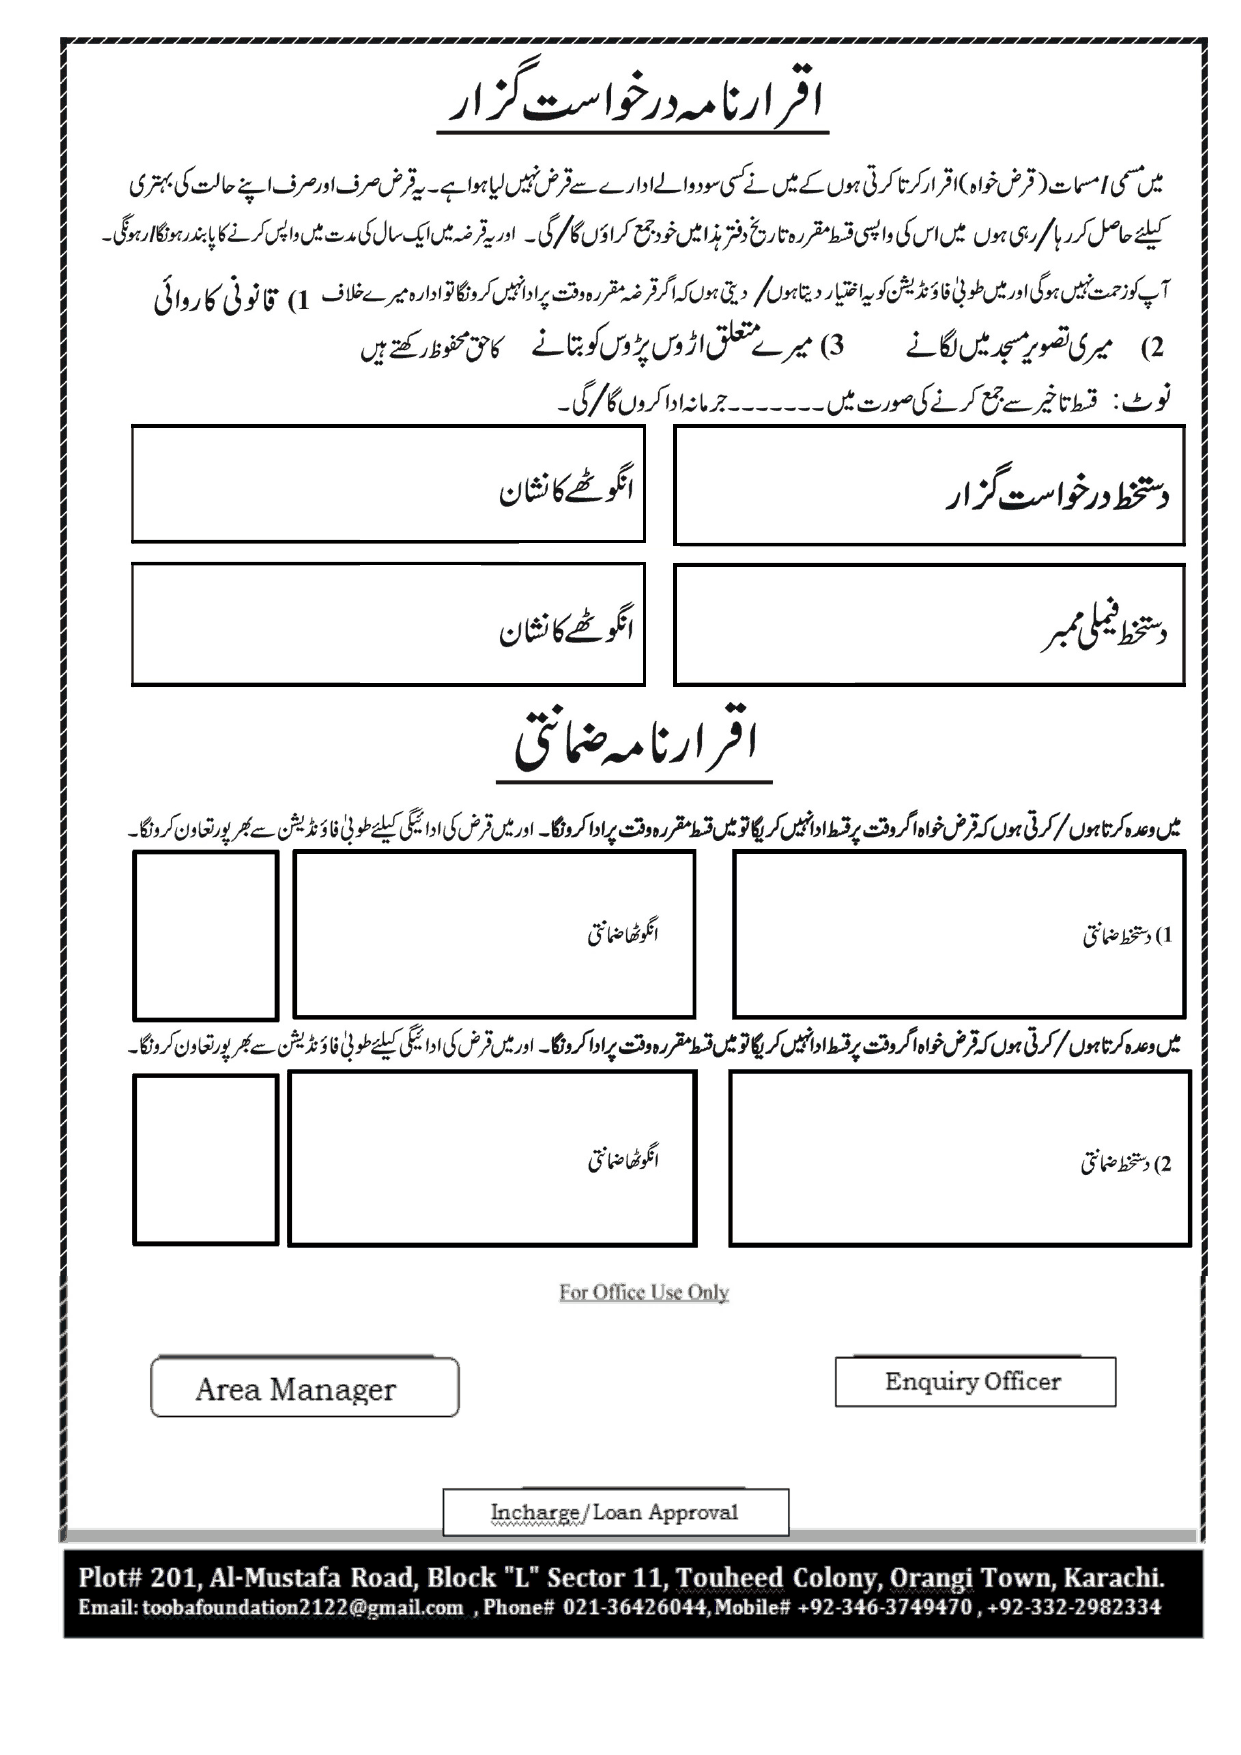 اقرارنامہ درخواست گزار
میں مسمی / مسمات ( قرض خواہ) اقرار کرتا کرتی ہوں کے میں نے کسی سود والے ادارے سے قرض نہیں لیا ہوا ہے۔ یہ قرض صرف اور صرف اپنے حالت کی بہتری
کیلئے حاصل کر رہا/رہی ہوں میں اس کی واپسی قسط مقررہ تاریخ دفتر ہذا میں خود جمع کراؤں گا/گی۔ اور یہ قرضہ میں ایک سال کی مدت میں واپس کرنے کا پابند رہونگا/رہونگی۔
آپ کو زحمت نہیں ہوگی اور میں طوبیٰ فاؤنڈیشن کو یہ اختیار دیتا ہوں/ دیتی ہوں کہ اگر قرضہ مقررہ وقت پر ادا نہیں کرونگا تو ادارہ میرے خلاف 1) قانونی کاروائی
2) میری تصویر مسجد میں لگانے 3) میرے متعلق اڑوس پڑوس کو بتانے کا حق محفوظ رکھتے ہیں
نوٹ: قسط تاخیر سے جمع کرنے کی صورت میں ------- جرمانہ ادا کروں گا/گی۔
دستخط درخواست گزار انگوٹھے کا نشان
دستخط فیملی ممبر انگوٹھے کا نشان
اقرارنامہ ضمانتی
میں وعدہ کرتا ہوں/کرتی ہوں کہ قرض خواہ اگر وقت پر قسط ادا نہیں کریگا تو میں قسط مقررہ وقت پر ادا کرونگا۔ اور میں قرض کی ادائیگی کیلئے طوبیٰ فاؤنڈیشن سے بھرپور تعاون کرونگا۔
1) دستخط ضمانتی انگوٹھا ضمانتی
میں وعدہ کرتا ہوں/کرتی ہوں کہ قرض خواہ اگر وقت پر قسط ادا نہیں کریگا تو میں قسط مقررہ وقت پر ادا کرونگا۔ اور میں قرض کی ادائیگی کیلئے طوبیٰ فاؤنڈیشن سے بھرپور تعاون کرونگا۔
2) دستخط ضمانتی انگوٹھا ضمانتی
For Office Use Only
Area Manager Enquiry Officer
Incharge/Loan Approval
Plot# 201, Al-Mustafa Road, Block "L" Sector 11, Touheed Colony, Orangi Town, Karachi.
Email: toobafoundation2122@gmail.com , Phone# 021-36426044, Mobile# +92-346-3749470 , +92-332-2982334